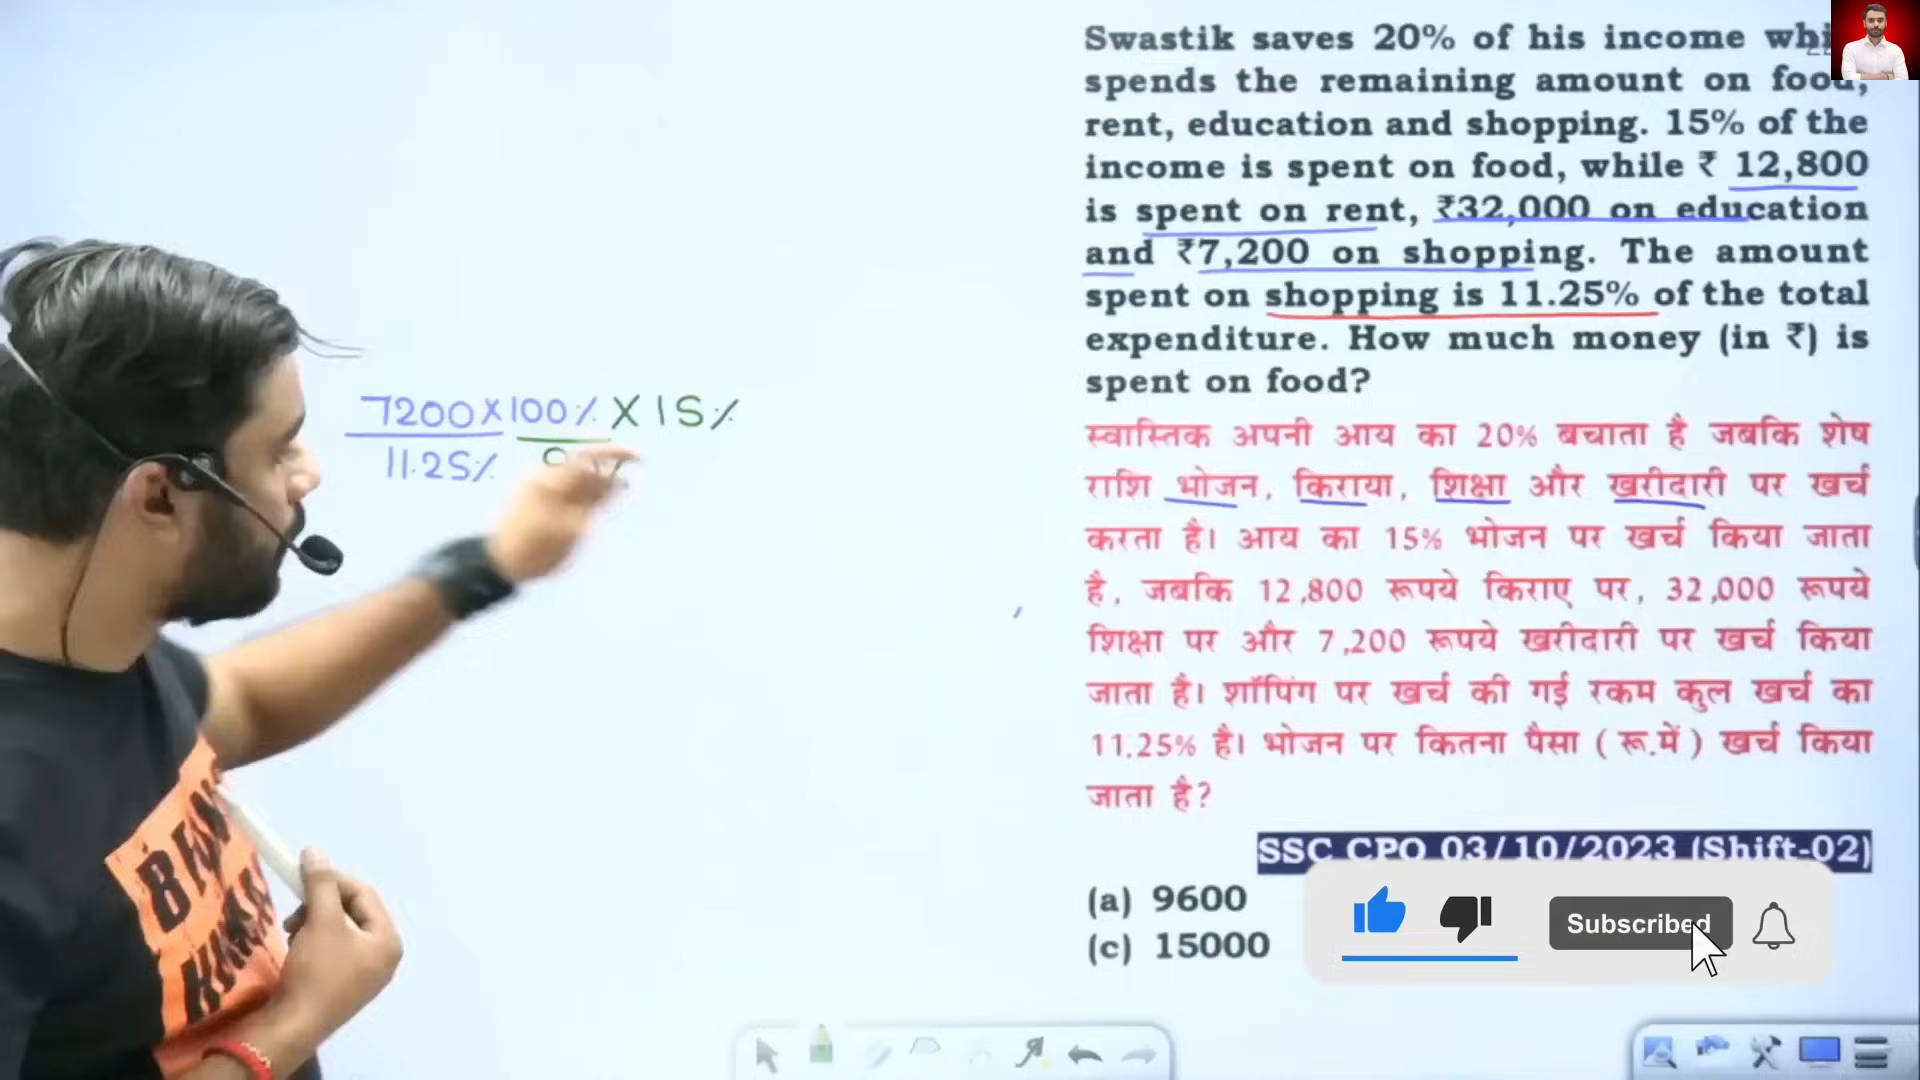 Swastik saves 20% of his income
spends the remaining amount on food,
rent, education and shopping. 15% of the
income is spent on food, while ₹ 12,800
is spent on rent, ₹32,000 on education
and ₹7,200 on shopping. The amount
spent on shopping is 11.25% of the total
expenditure. How much money (in ₹) is
spent on food?
7200×100% × 15%
11.25%
स्वास्तिक अपनी आय का 20% बचाता है जबकि शेष
राशि भोजन, किराया, शिक्षा और खरीदारी पर खर्च
करता है। आय का 15% भोजन पर खर्च किया जाता
है, जबकि 12,800 रूपये किराए पर, 32,000 रूपये
शिक्षा पर और 7,200 रूपये खरीदारी पर खर्च किया
जाता है। शॉपिंग पर खर्च की गई रकम कुल खर्च का
11.25% है। भोजन पर कितना पैसा (रू.में) खर्च किया
जाता है?
SSC CPO 03/10/2023 (Shift-02)
(a) 9600
(c) 15000
Subscribed